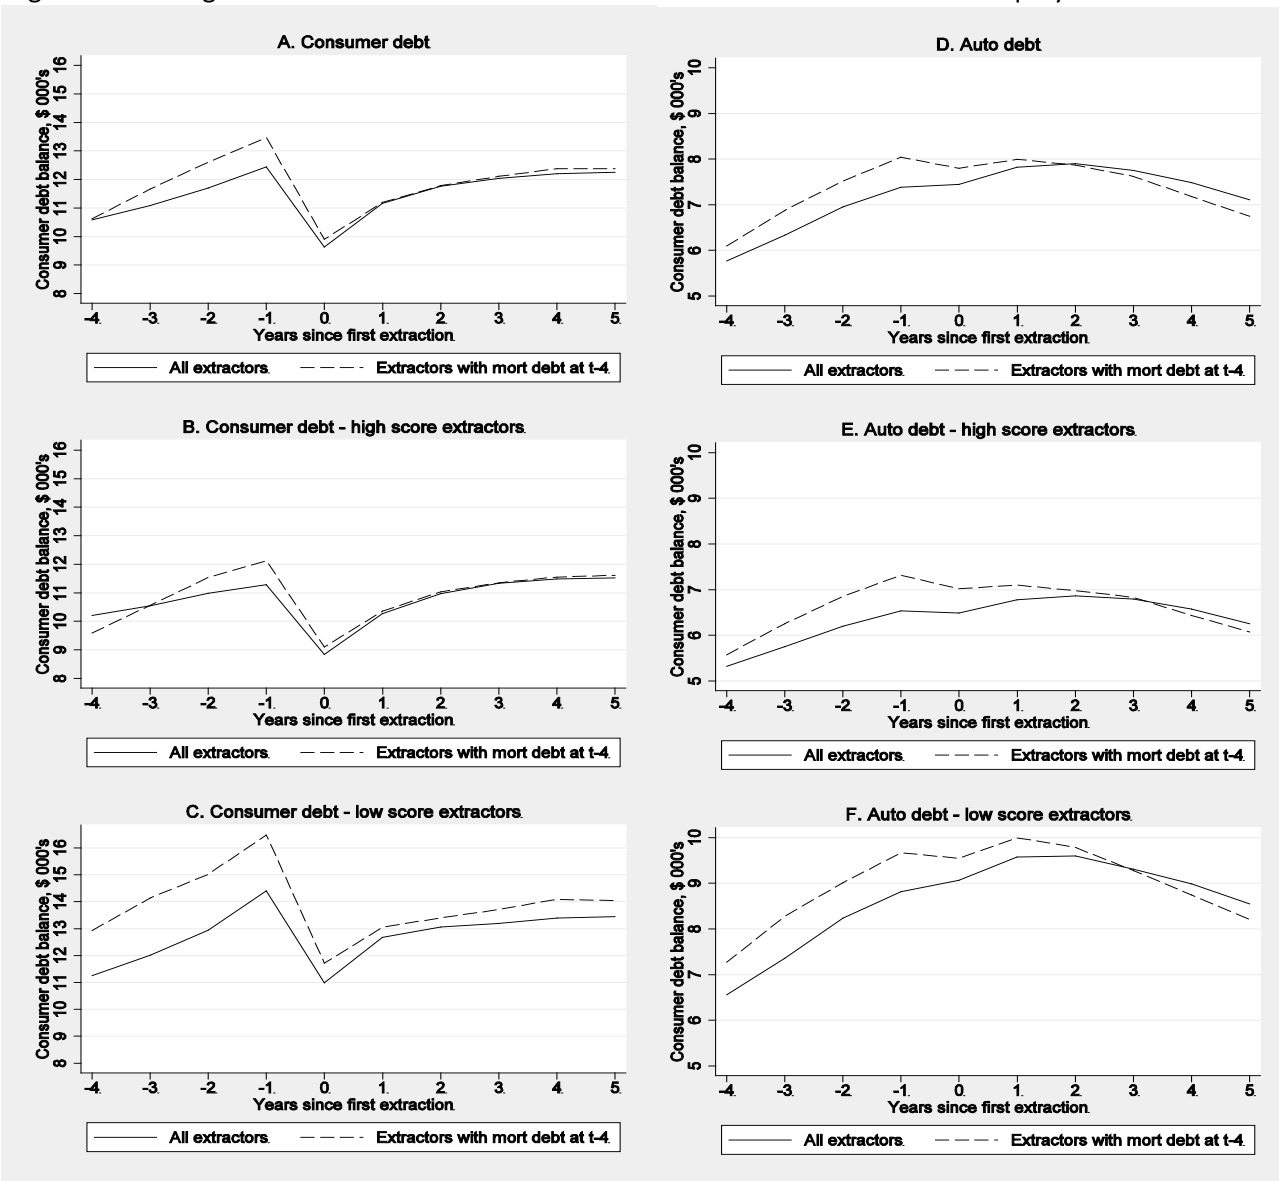 A. Consumer debt
Consumer debt balance, $ 000's
8 9 10 11 12 13 14 15 16
-4. -3. -2. -1. 0. 1. 2. 3. 4. 5.
Years since first extraction.
All extractors. Extractors with mort debt at t-4.
B. Consumer debt - high score extractors.
Consumer debt balance, $ 000's
8 9 10 11 12 13 14 15 16
-4. -3. -2. -1. 0. 1. 2. 3. 4. 5.
Years since first extraction.
All extractors. Extractors with mort debt at t-4.
C. Consumer debt - low score extractors.
Consumer debt balance, $ 000's
8 9 10 11 12 13 14 15 16
-4. -3. -2. -1. 0. 1. 2. 3. 4. 5.
Years since first extraction.
All extractors. Extractors with mort debt at t-4.
D. Auto debt
Consumer debt balance, $ 000's
5 6 7 8 9 10
-4. -3. -2. -1. 0. 1. 2. 3. 4. 5.
Years since first extraction.
All extractors. Extractors with mort debt at t-4.
E. Auto debt - high score extractors.
Consumer debt balance, $ 000's
5 6 7 8 9 10
-4. -3. -2. -1. 0. 1. 2. 3. 4. 5.
Years since first extraction.
All extractors. Extractors with mort debt at t-4.
F. Auto debt - low score extractors.
Consumer debt balance, $ 000's
5 6 7 8 9 10
-4. -3. -2. -1. 0. 1. 2. 3. 4. 5.
Years since first extraction.
All extractors. Extractors with mort debt at t-4.